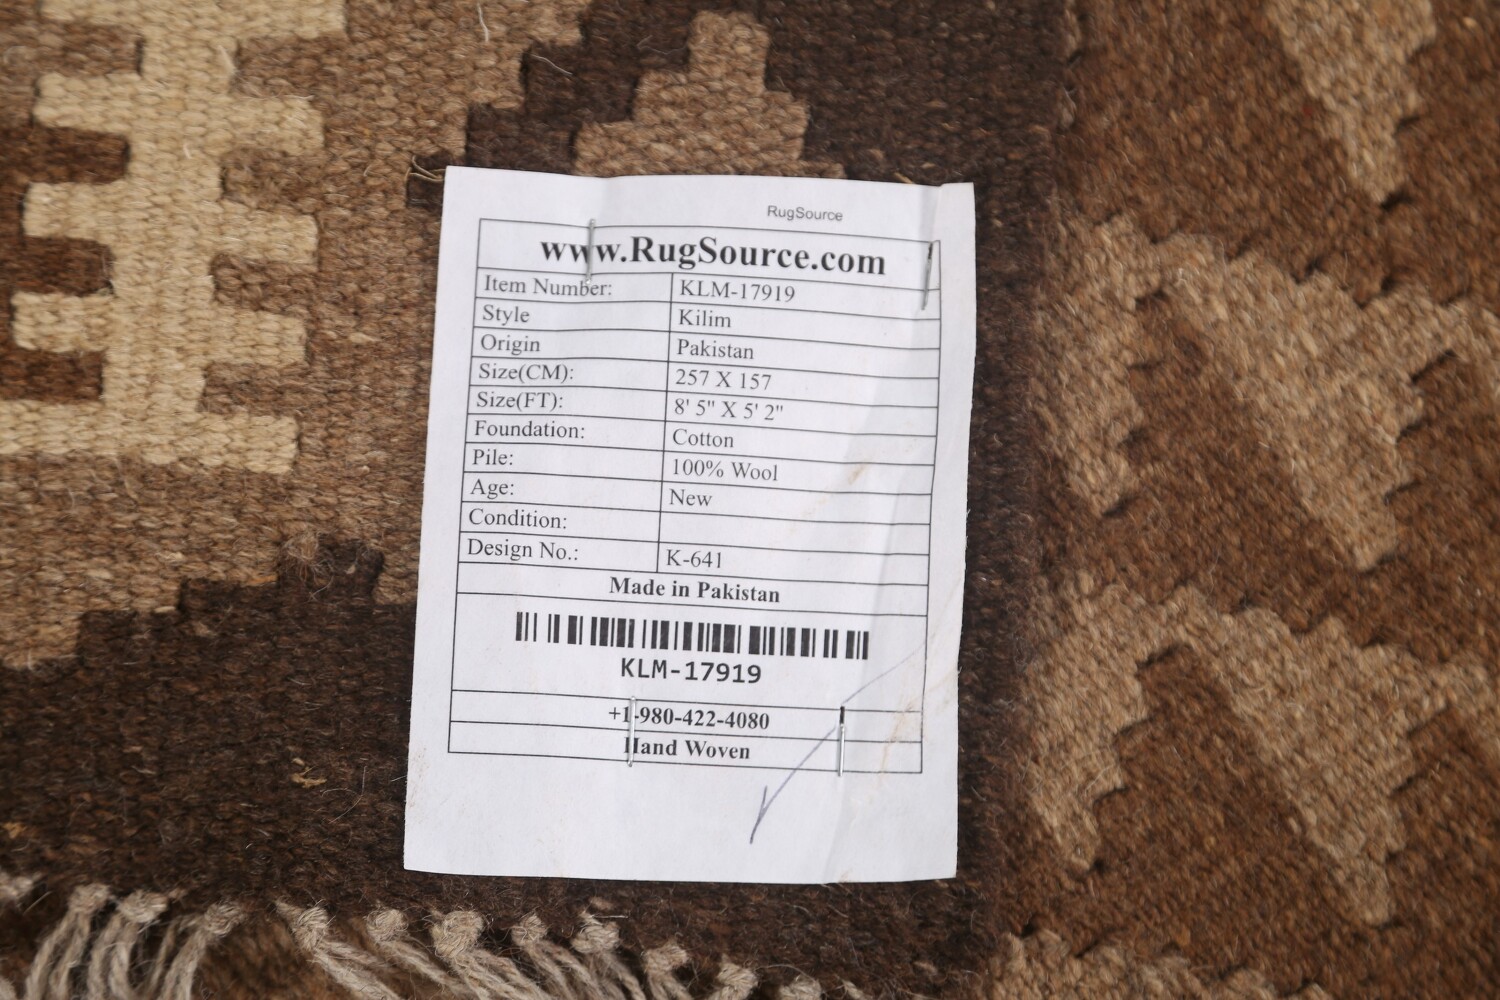 RugSource
www.RugSource.com
Item Number: KLM-17919
Style Kilim
Origin Pakistan
Size(CM): 257 X 157
Size(FT): 8' 5" X 5' 2"
Foundation: Cotton
Pile: 100% Wool
Age: New
Condition:
Design No.: K-641
Made in Pakistan
KLM-17919
+1-980-422-4080
Hand Woven